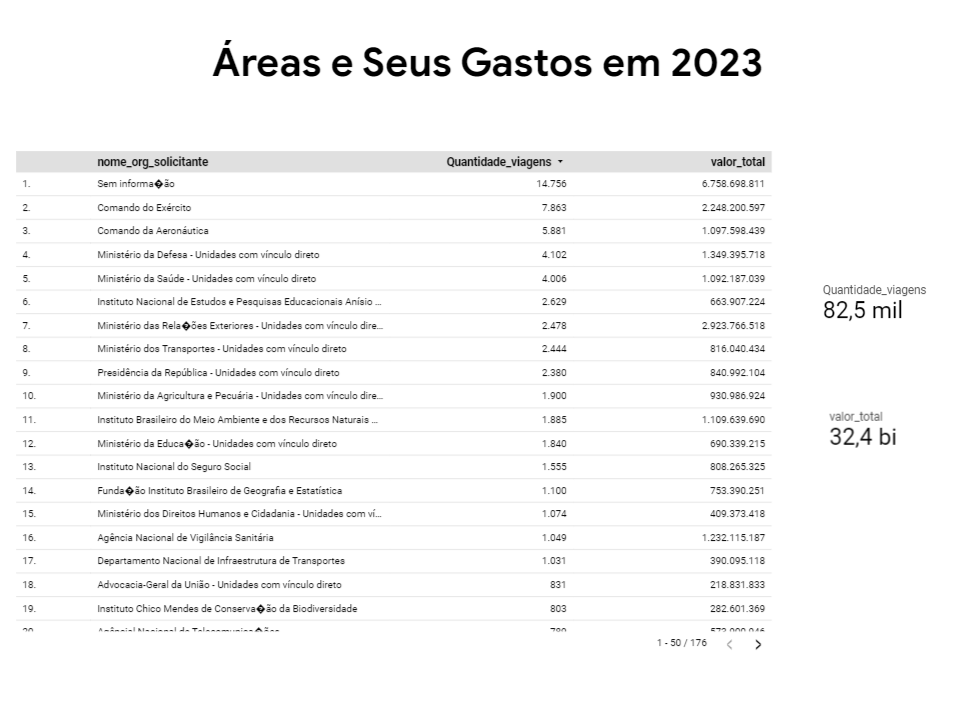 Áreas e Seus Gastos em 2023
nome_org_solicitante Quantidade_viagens valor_total
1. Sem informa�ão 14.756 6.758.698.811
2. Comando do Exército 7.863 2.248.200.597
3. Comando da Aeronáutica 5.881 1.097.598.439
4. Ministério da Defesa - Unidades com vínculo direto 4.102 1.349.395.718
5. Ministério da Saúde - Unidades com vínculo direto 4.006 1.092.187.039
6. Instituto Nacional de Estudos e Pesquisas Educacionais Anísio ... 2.629 663.907.224
7. Ministério das Rela�ões Exteriores - Unidades com vínculo dire... 2.478 2.923.766.518
8. Ministério dos Transportes - Unidades com vínculo direto 2.444 816.040.434
9. Presidência da República - Unidades com vínculo direto 2.380 840.992.104
10. Ministério da Agricultura e Pecuária - Unidades com vínculo dire... 1.900 930.986.924
11. Instituto Brasileiro do Meio Ambiente e dos Recursos Naturais ... 1.885 1.109.639.690
12. Ministério da Educa�ão - Unidades com vínculo direto 1.840 690.339.215
13. Instituto Nacional do Seguro Social 1.555 808.265.325
14. Funda�ão Instituto Brasileiro de Geografia e Estatística 1.100 753.390.251
15. Ministério dos Direitos Humanos e Cidadania - Unidades com ví... 1.074 409.373.418
16. Agência Nacional de Vigilância Sanitária 1.049 1.232.115.187
17. Departamento Nacional de Infraestrutura de Transportes 1.031 390.095.118
18. Advocacia-Geral da União - Unidades com vínculo direto 831 218.831.833
19. Instituto Chico Mendes de Conserva�ão da Biodiversidade 803 282.601.369
1 - 50 / 176
Quantidade_viagens
82,5 mil
valor_total
32,4 bi